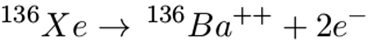 ¹³⁶Xe → ¹³⁶Ba⁺⁺ + 2e⁻